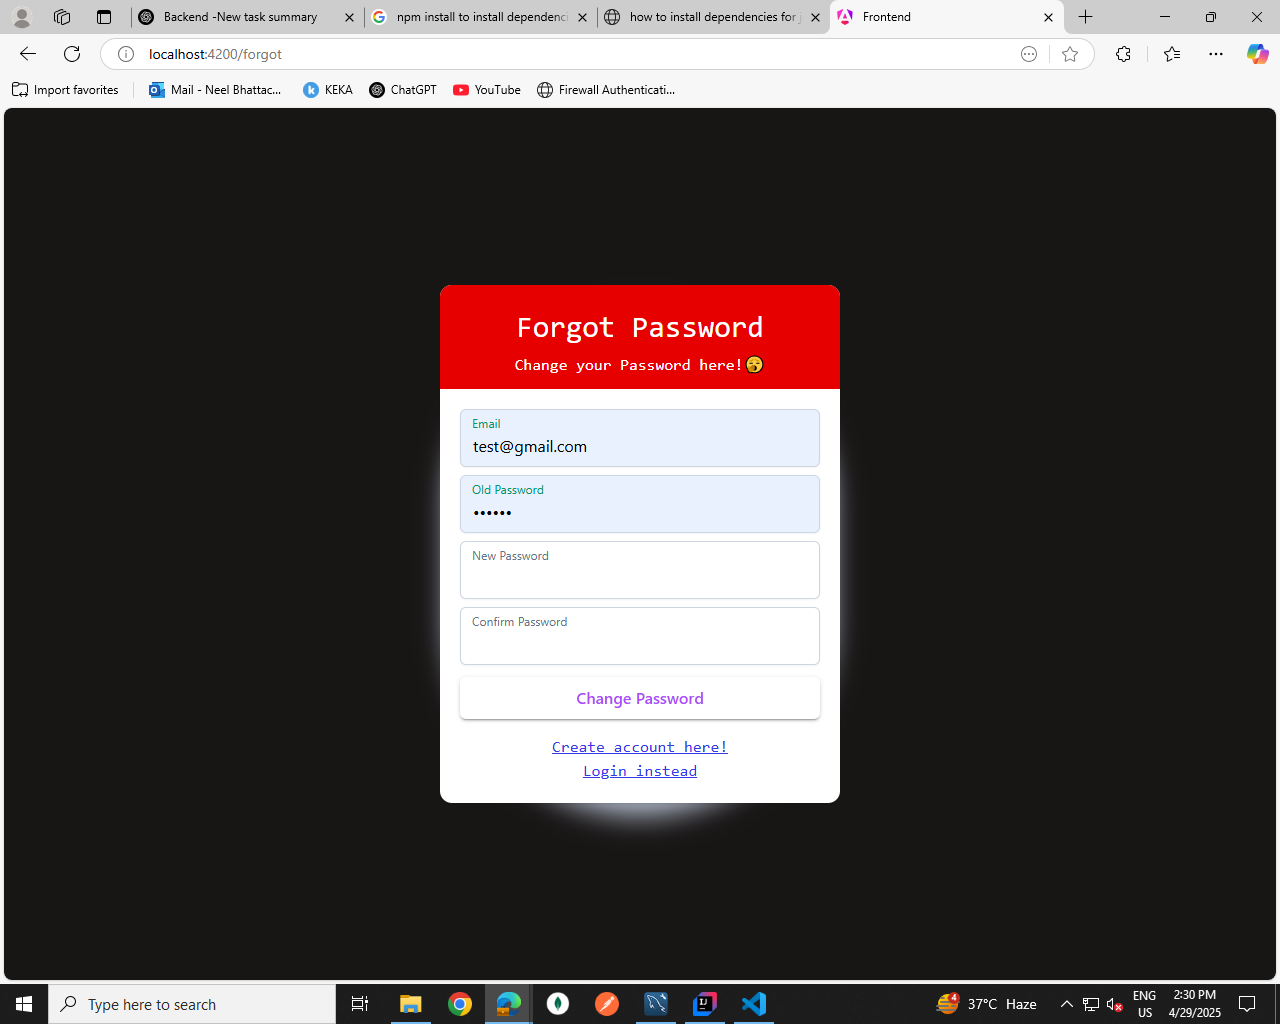 Backend -New task summary
npm install to install dependenci
how to install dependencies for j
Frontend
localhost:4200/forgot
Import favorites
Mail - Neel Bhattac...
KEKA
ChatGPT
YouTube
Firewall Authenticati...
Forgot Password
Change your Password here!🥱
Email
test@gmail.com
Old Password
••••••
New Password
Confirm Password
Change Password
Create account here!
Login instead
Type here to search
4
37°C Haze
ENG
US
2:30 PM
4/29/2025